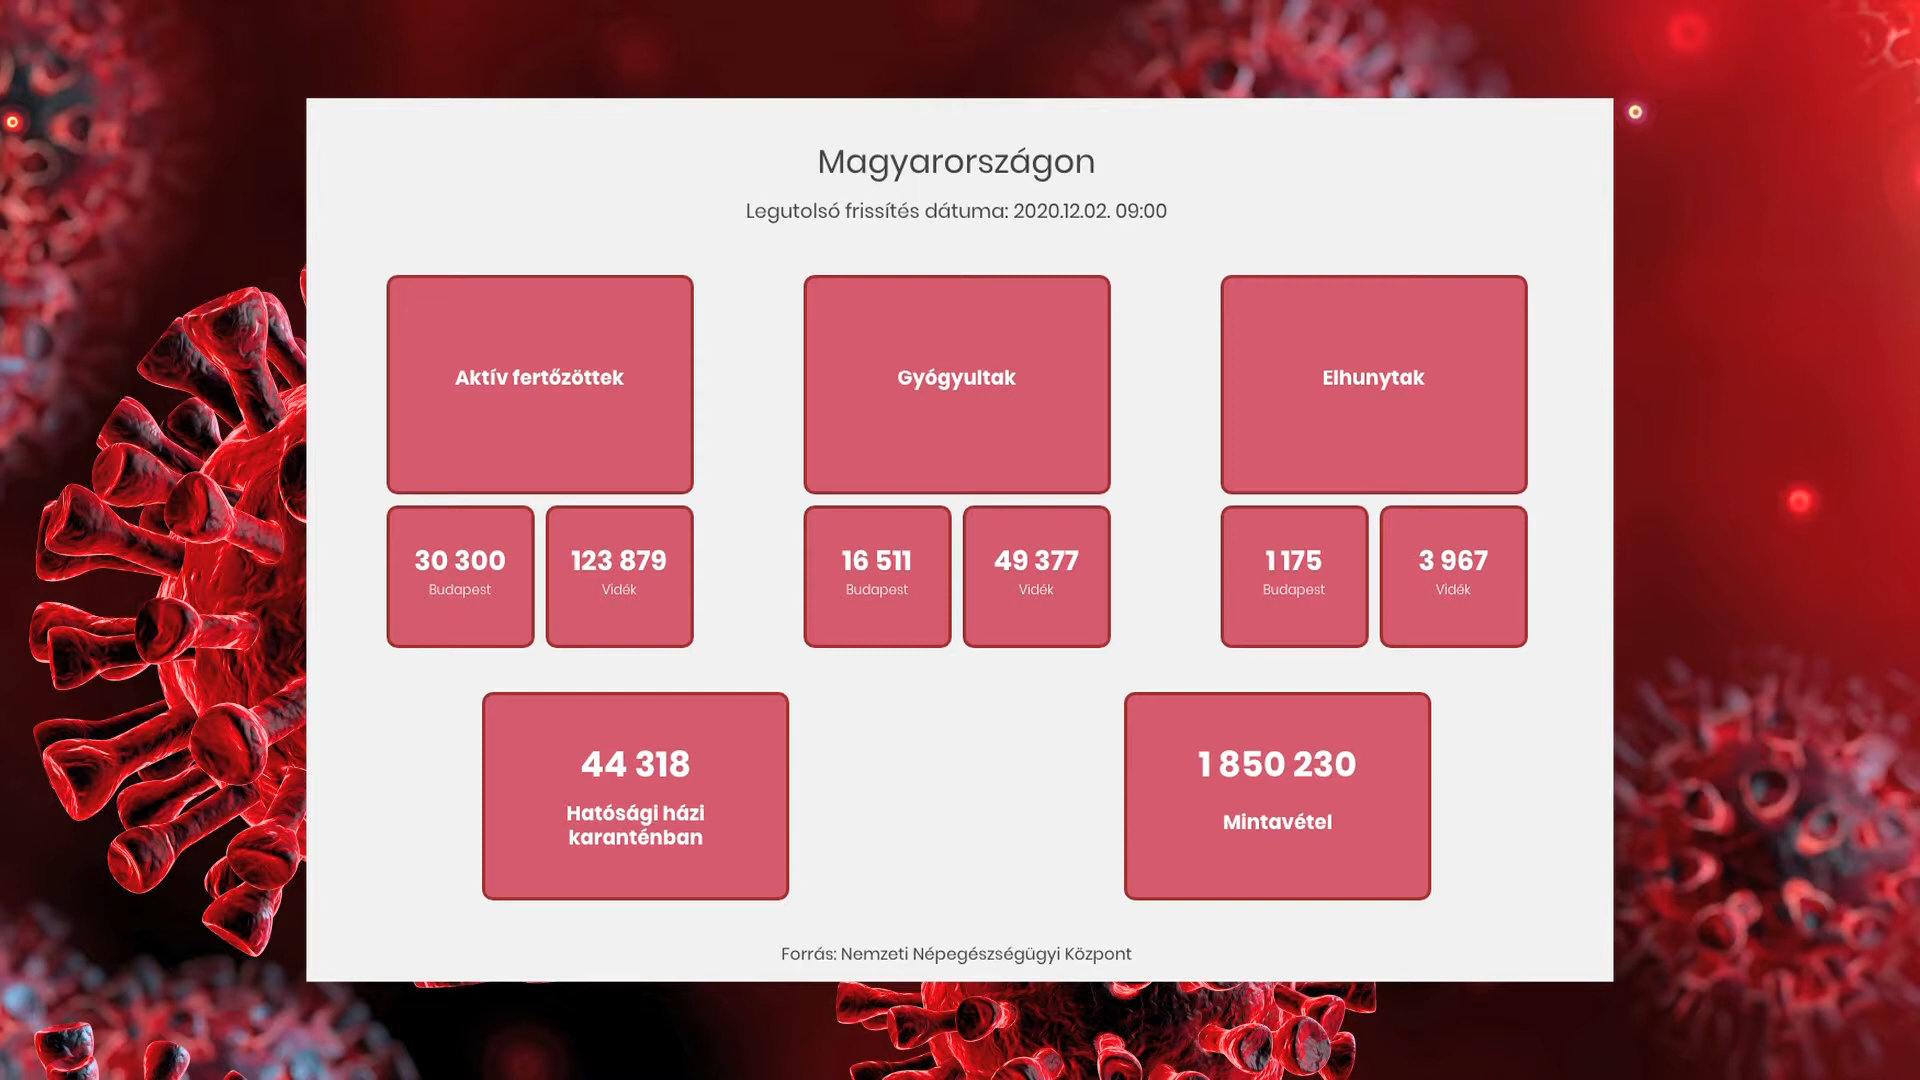 Magyarországon
Legutolsó frissítés dátuma: 2020.12.02. 09:00
Aktív fertőzöttek
Gyógyultak
Elhunytak
30 300
Budapest
123 879
Vidék
16 511
Budapest
49 377
Vidék
1 175
Budapest
3 967
Vidék
44 318
Hatósági házi
karanténban
1 850 230
Mintavétel
Forrás: Nemzeti Népegészségügyi Központ